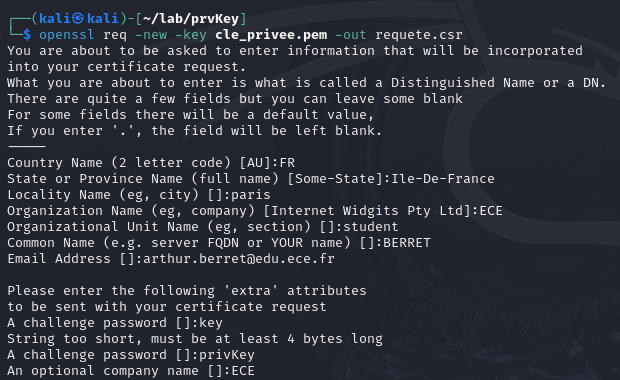 ┌──(kali㉿kali)-[~/lab/prvKey]
└─$ openssl req -new -key cle_privee.pem -out requete.csr
You are about to be asked to enter information that will be incorporated
into your certificate request.
What you are about to enter is what is called a Distinguished Name or a DN.
There are quite a few fields but you can leave some blank
For some fields there will be a default value,
If you enter '.', the field will be left blank.
-----
Country Name (2 letter code) [AU]:FR
State or Province Name (full name) [Some-State]:Ile-De-France
Locality Name (eg, city) []:paris
Organization Name (eg, company) [Internet Widgits Pty Ltd]:ECE
Organizational Unit Name (eg, section) []:student
Common Name (e.g. server FQDN or YOUR name) []:BERRET
Email Address []:arthur.berret@edu.ece.fr

Please enter the following 'extra' attributes
to be sent with your certificate request
A challenge password []:key
String too short, must be at least 4 bytes long
A challenge password []:privKey
An optional company name []:ECE